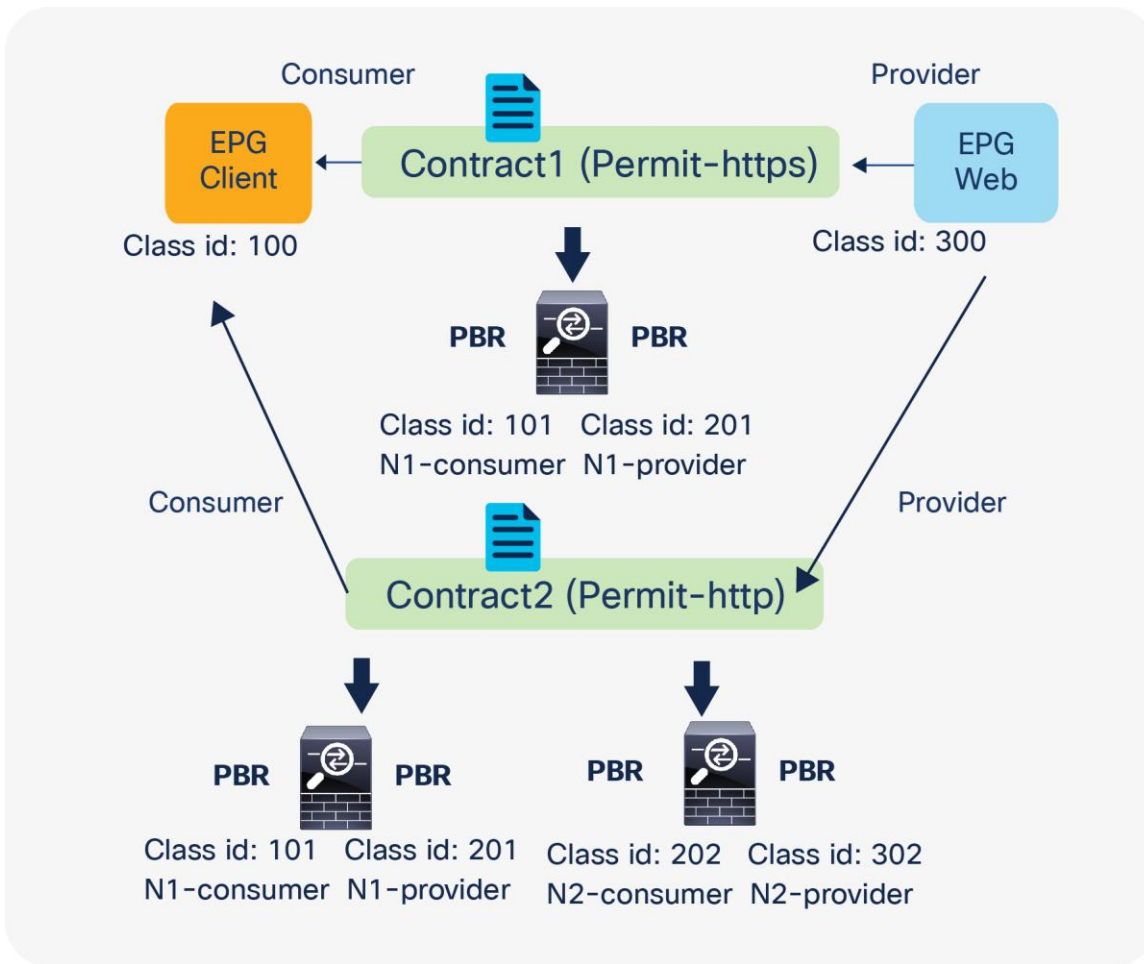 Consumer
Provider
EPG
Client
Contract1 (Permit-https)
EPG
Web
Class id: 100
Class id: 300
PBR
PBR
Class id: 101
Class id: 201
N1-consumer
N1-provider
Consumer
Provider
Contract2 (Permit-http)
PBR
PBR
PBR
PBR
Class id: 101
Class id: 201
Class id: 202
Class id: 302
N1-consumer
N1-provider
N2-consumer
N2-provider